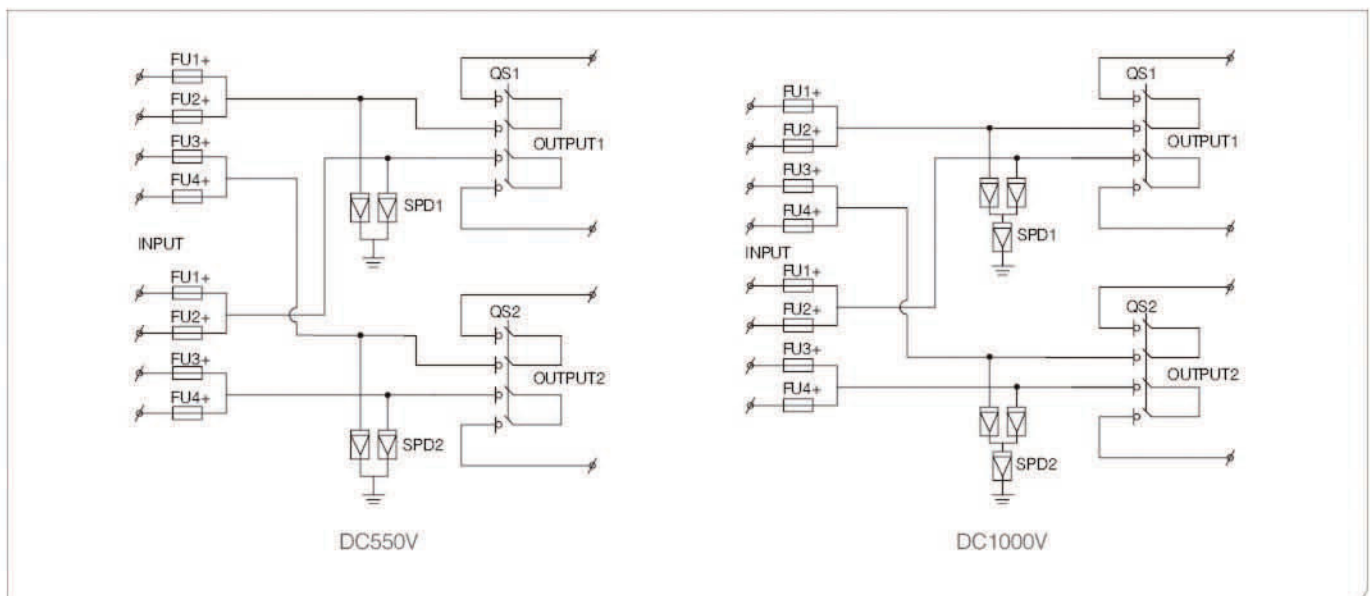 FU1+
FU2+
FU3+
FU4+
INPUT
FU1+
FU2+
FU3+
FU4+
QS1
OUTPUT1
SPD1
QS2
OUTPUT2
SPD2
DC550V
FU1+
FU2+
FU3+
FU4+
INPUT
FU1+
FU2+
FU3+
FU4+
QS1
OUTPUT1
SPD1
QS2
OUTPUT2
SPD2
DC1000V